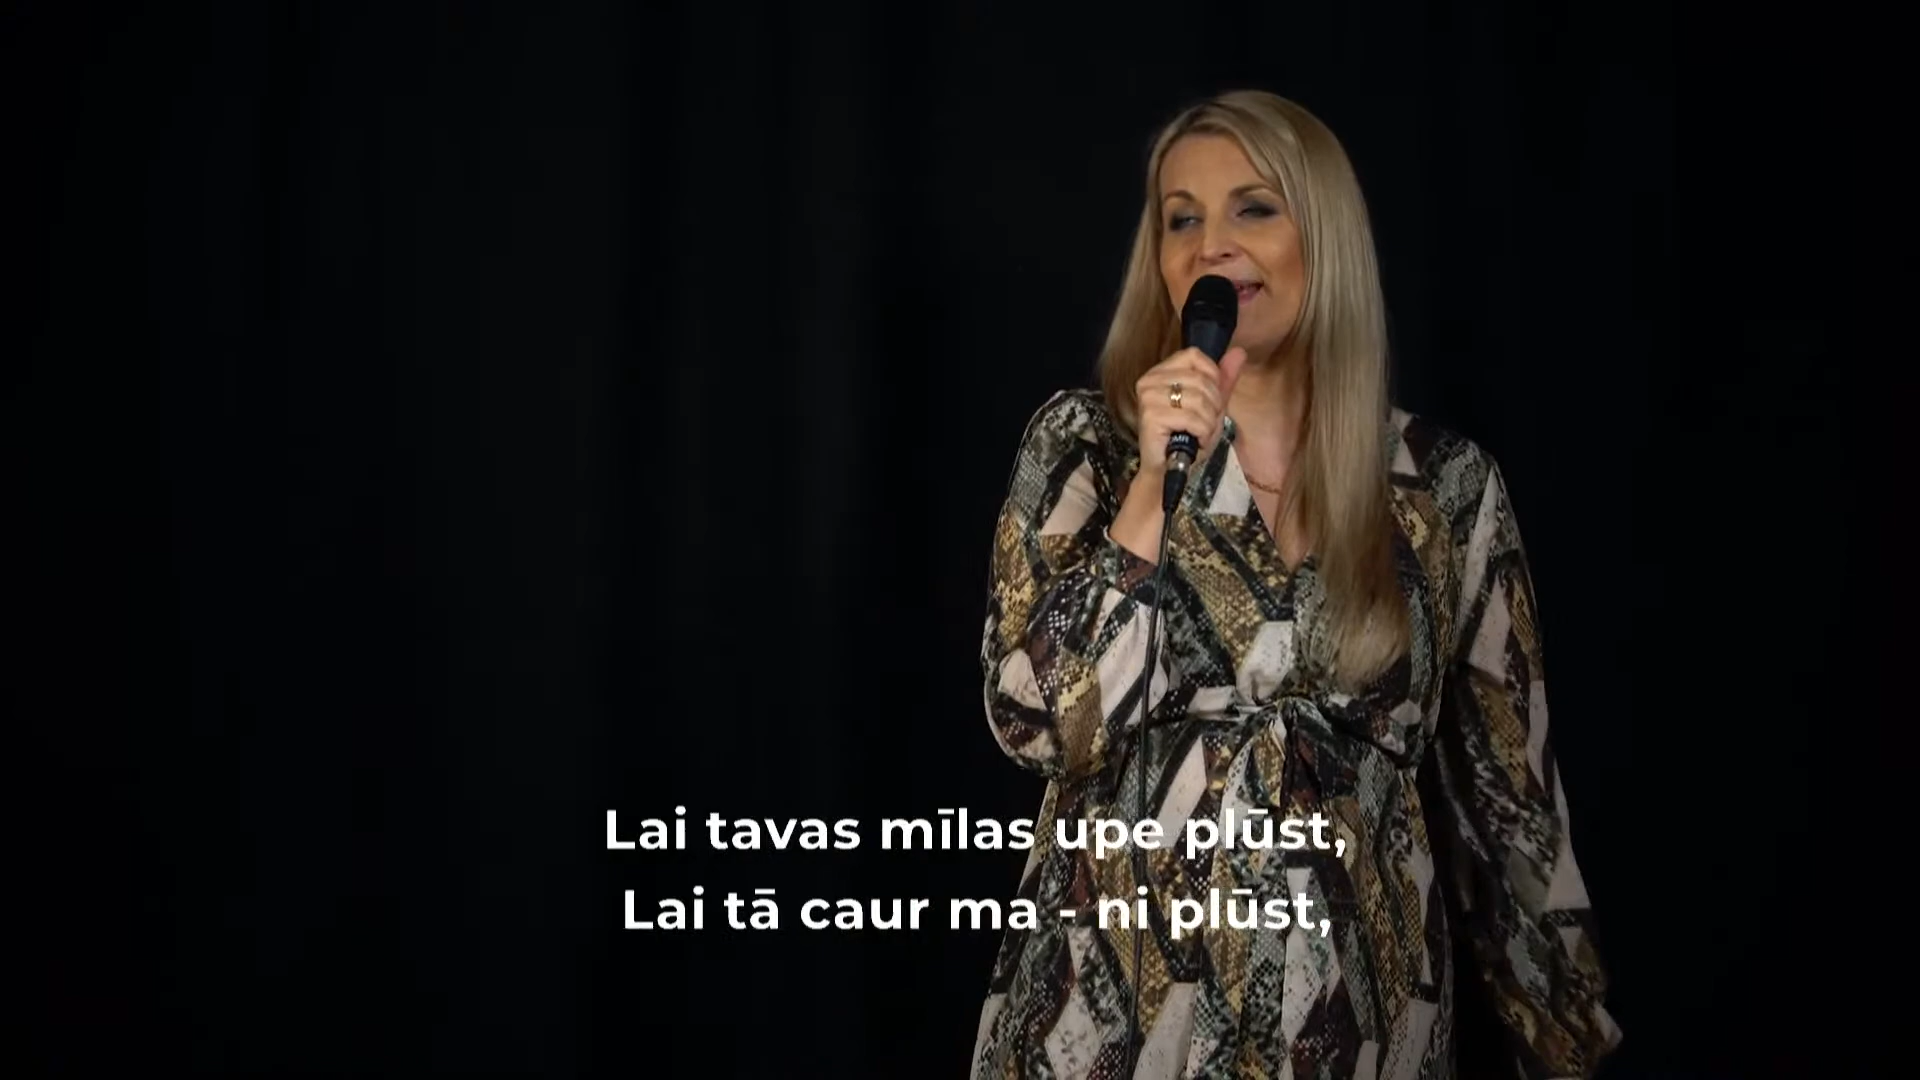 Lai tavas mīlas upe plūst,
Lai tā caur ma - ni plūst,